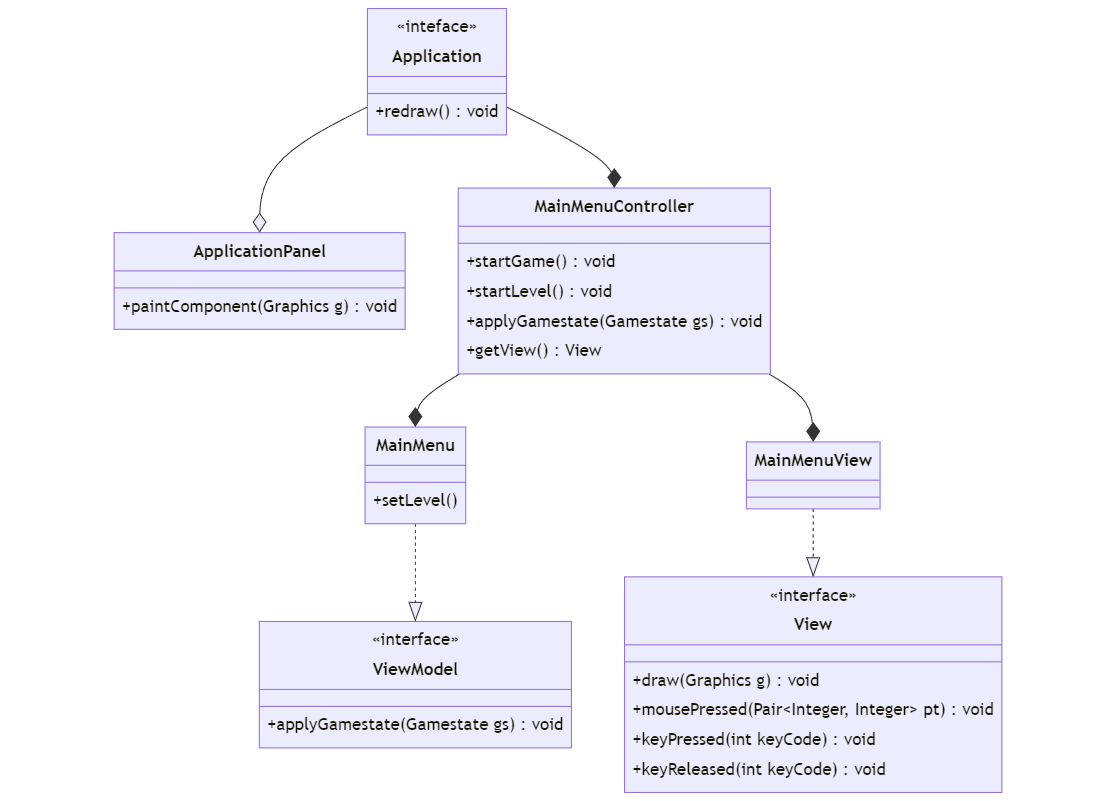 «inteface»
Application
+redraw() : void
ApplicationPanel
+paintComponent(Graphics g) : void
MainMenuController
+startGame() : void
+startLevel() : void
+applyGamestate(Gamestate gs) : void
+getView() : View
MainMenu
+setLevel()
MainMenuView
«interface»
ViewModel
+applyGamestate(Gamestate gs) : void
«interface»
View
+draw(Graphics g) : void
+mousePressed(Pair<Integer, Integer> pt) : void
+keyPressed(int keyCode) : void
+keyReleased(int keyCode) : void